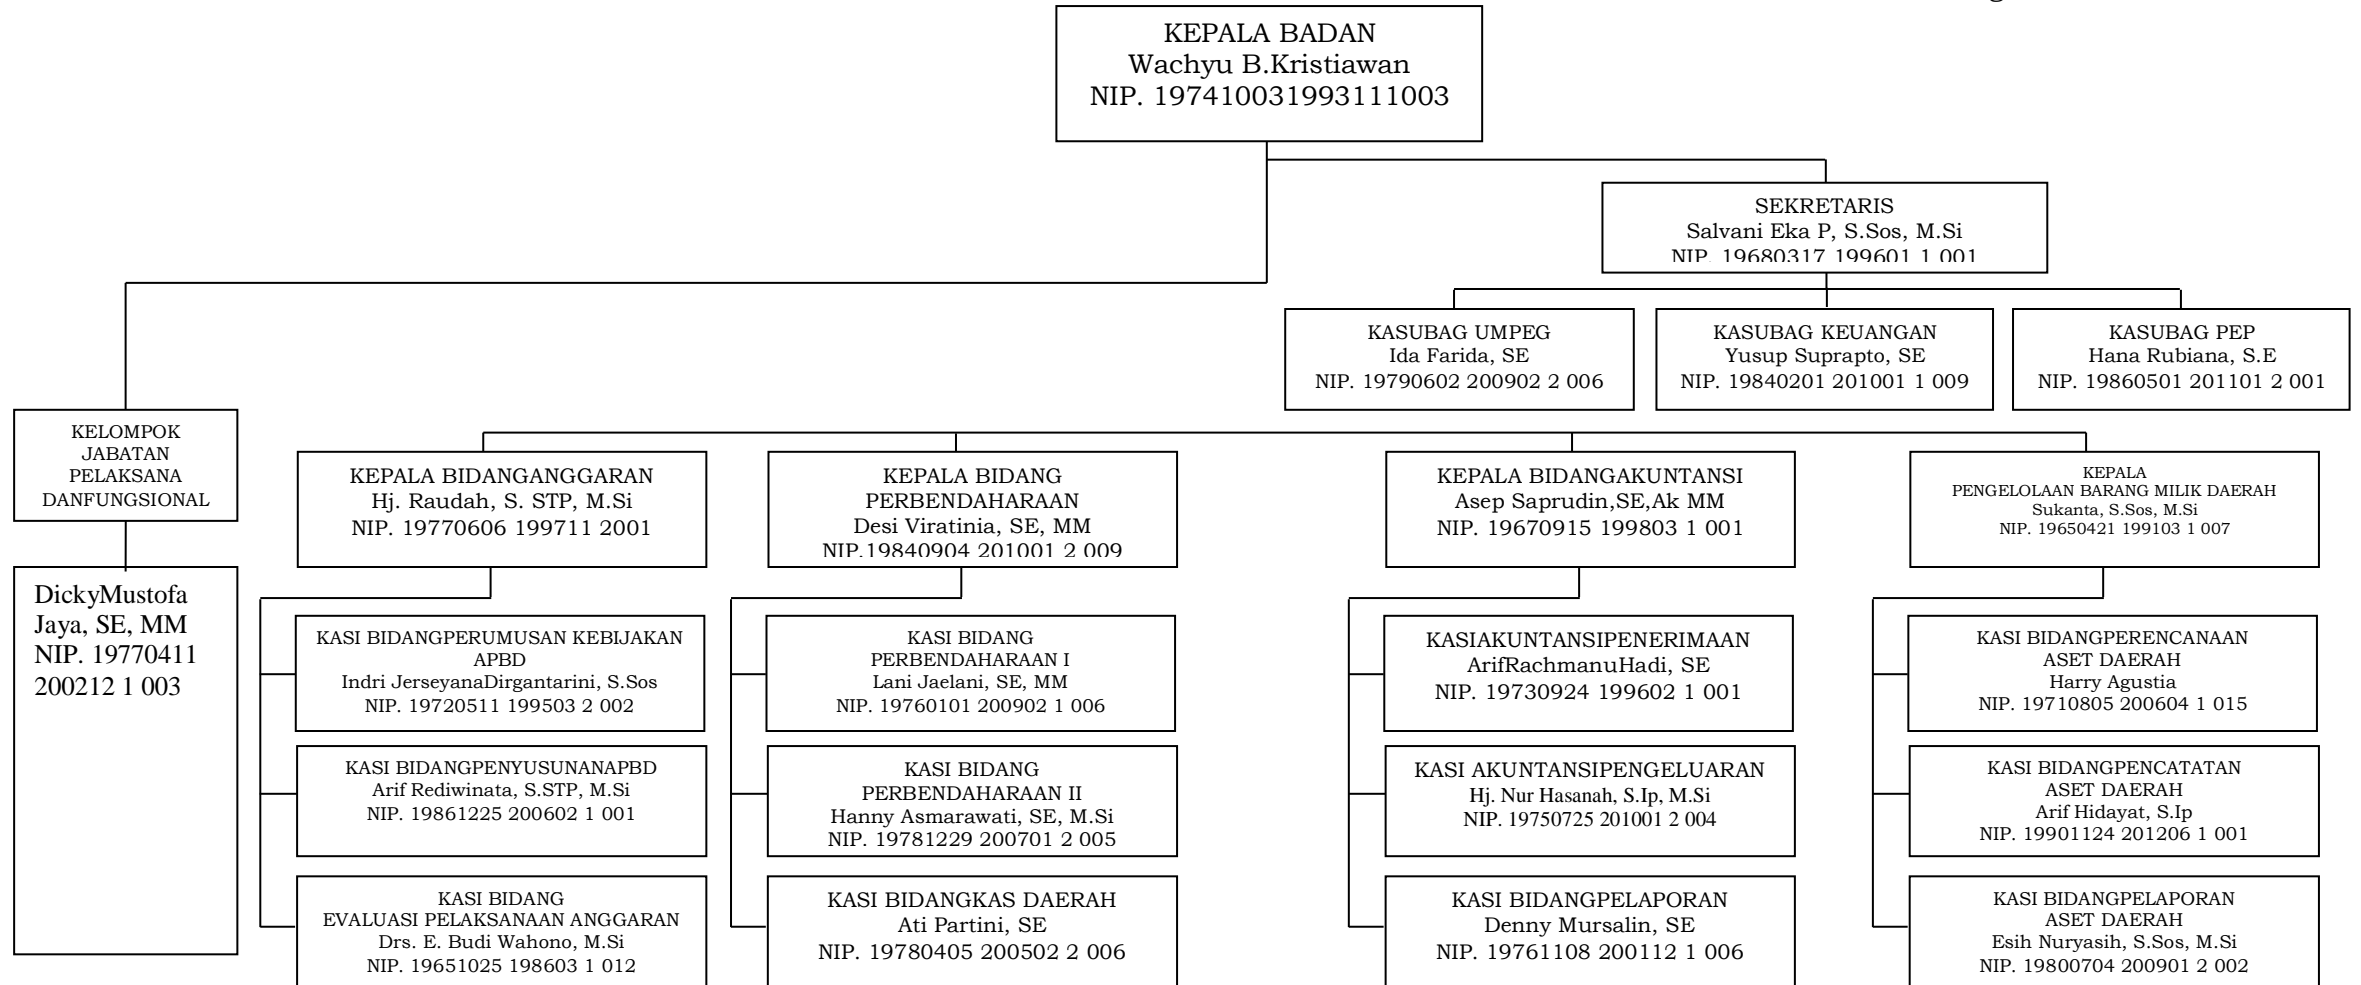 KEPALA BADAN
Wachyu B.Kristiawan
NIP. 197410031993111003
SEKRETARIS
Salvani Eka P, S.Sos, M.Si
NIP. 19680317 199601 1 001
KASUBAG UMPEG
Ida Farida, SE
NIP. 19790602 200902 2 006
KASUBAG KEUANGAN
Yusup Suprapto, SE
NIP. 19840201 201001 1 009
KASUBAG PEP
Hana Rubiana, S.E
NIP. 19860501 201101 2 001
KELOMPOK
JABATAN
PELAKSANA
DANFUNGSIONAL
DickyMustofa
Jaya, SE, MM
NIP. 19770411
200212 1 003
KEPALA BIDANGANGGARAN
Hj. Raudah, S. STP, M.Si
NIP. 19770606 199711 2001
KEPALA BIDANG
PERBENDAHARAAN
Desi Viratinia, SE, MM
NIP.19840904 201001 2 009
KEPALA BIDANGAKUNTANSI
Asep Saprudin,SE,Ak MM
NIP. 19670915 199803 1 001
KEPALA
PENGELOLAAN BARANG MILIK DAERAH
Sukanta, S.Sos, M.Si
NIP. 19650421 199103 1 007
KASI BIDANGPERUMUSAN KEBIJAKAN
APBD
Indri JerseyanaDirgantarini, S.Sos
NIP. 19720511 199503 2 002
KASI BIDANG
PERBENDAHARAAN I
Lani Jaelani, SE, MM
NIP. 19760101 200902 1 006
KASIAKUNTANSIPENERIMAAN
ArifRachmanuHadi, SE
NIP. 19730924 199602 1 001
KASI BIDANGPERENCANAAN
ASET DAERAH
Harry Agustia
NIP. 19710805 200604 1 015
KASI BIDANGPENYUSUNANAPBD
Arif Rediwinata, S.STP, M.Si
NIP. 19861225 200602 1 001
KASI BIDANG
PERBENDAHARAAN II
Hanny Asmarawati, SE, M.Si
NIP. 19781229 200701 2 005
KASI AKUNTANSIPENGELUARAN
Hj. Nur Hasanah, S.Ip, M.Si
NIP. 19750725 201001 2 004
KASI BIDANGPENCATATAN
ASET DAERAH
Arif Hidayat, S.Ip
NIP. 19901124 201206 1 001
KASI BIDANG
EVALUASI PELAKSANAAN ANGGARAN
Drs. E. Budi Wahono, M.Si
NIP. 19651025 198603 1 012
KASI BIDANGKAS DAERAH
Ati Partini, SE
NIP. 19780405 200502 2 006
KASI BIDANGPELAPORAN
Denny Mursalin, SE
NIP. 19761108 200112 1 006
KASI BIDANGPELAPORAN
ASET DAERAH
Esih Nuryasih, S.Sos, M.Si
NIP. 19800704 200901 2 002